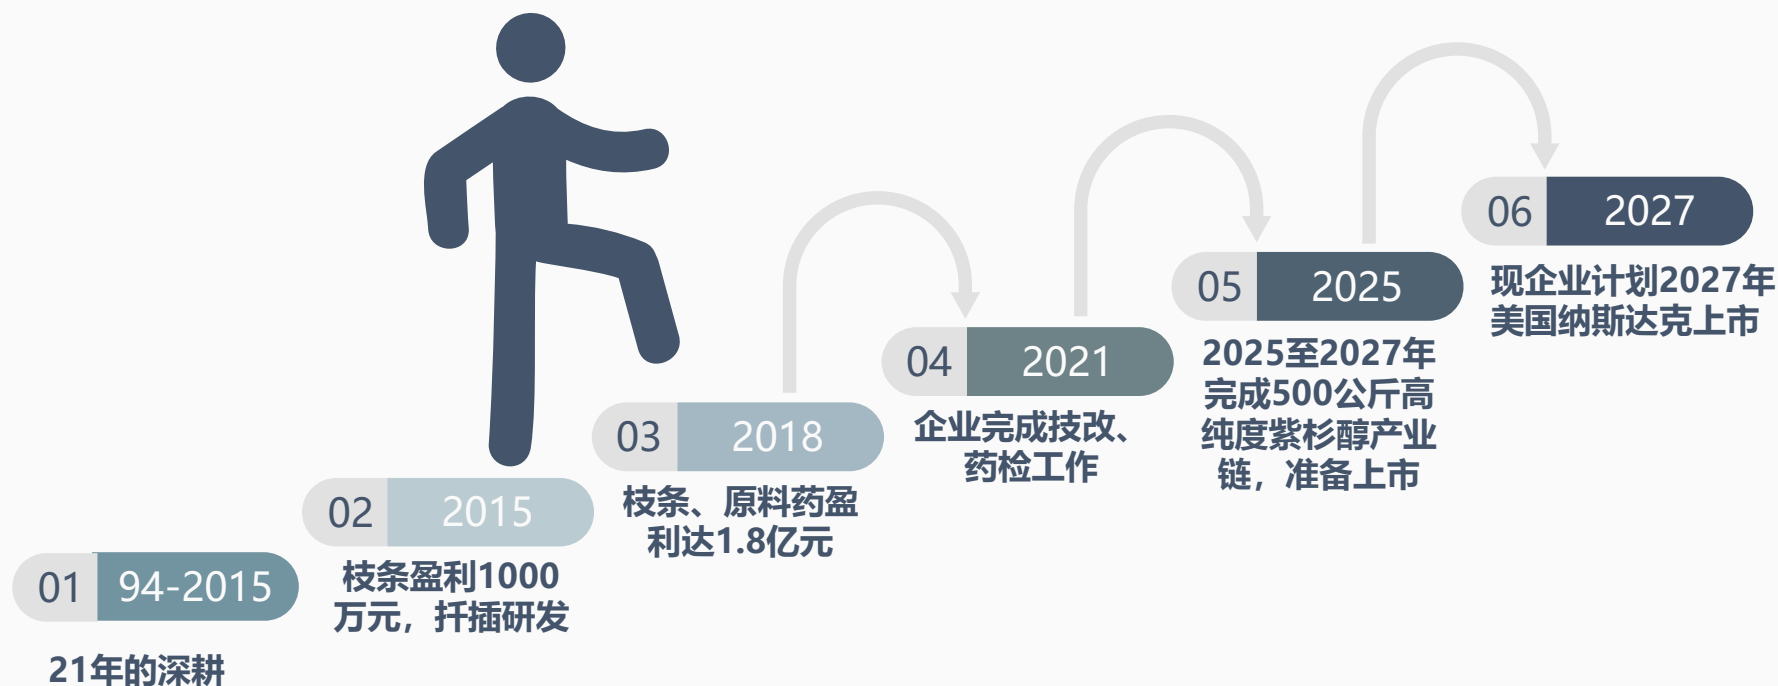 01 94-2015
21年的深耕
02 2015
枝条盈利1000
万元，扦插研发
03 2018
枝条、原料药盈
利达1.8亿元
04 2021
企业完成技改、
药检工作
05 2025
2025至2027年
完成500公斤高
纯度紫杉醇产业
链，准备上市
06 2027
现企业计划2027年
美国纳斯达克上市